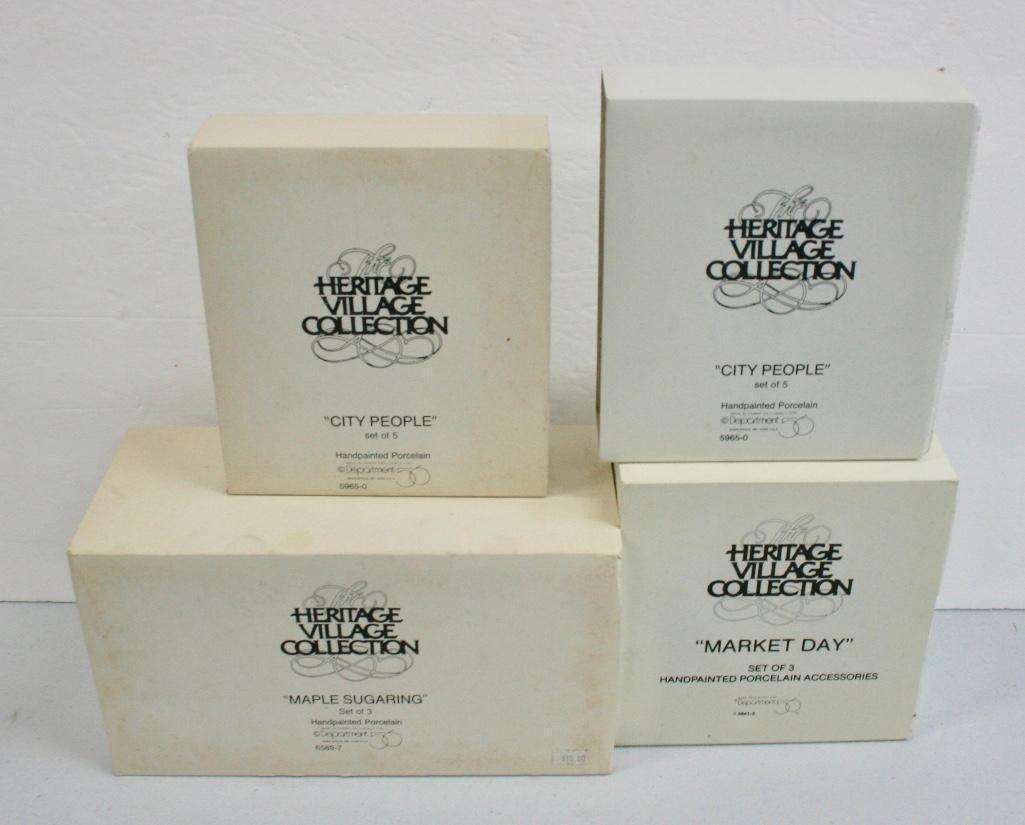 The
HERITAGE
VILLAGE
COLLECTION
"CITY PEOPLE"
set of 5
Handpainted Porcelain
© Department 56
5965-0
The
HERITAGE
VILLAGE
COLLECTION
"CITY PEOPLE"
set of 5
Handpainted Porcelain
© Department 56
5965-0
The
HERITAGE
VILLAGE
COLLECTION
"MAPLE SUGARING"
Set of 3
Handpainted Porcelain
© Department 56
6589-7
The
HERITAGE
VILLAGE
COLLECTION
"MARKET DAY"
SET OF 3
HANDPAINTED PORCELAIN ACCESSORIES
Department 56